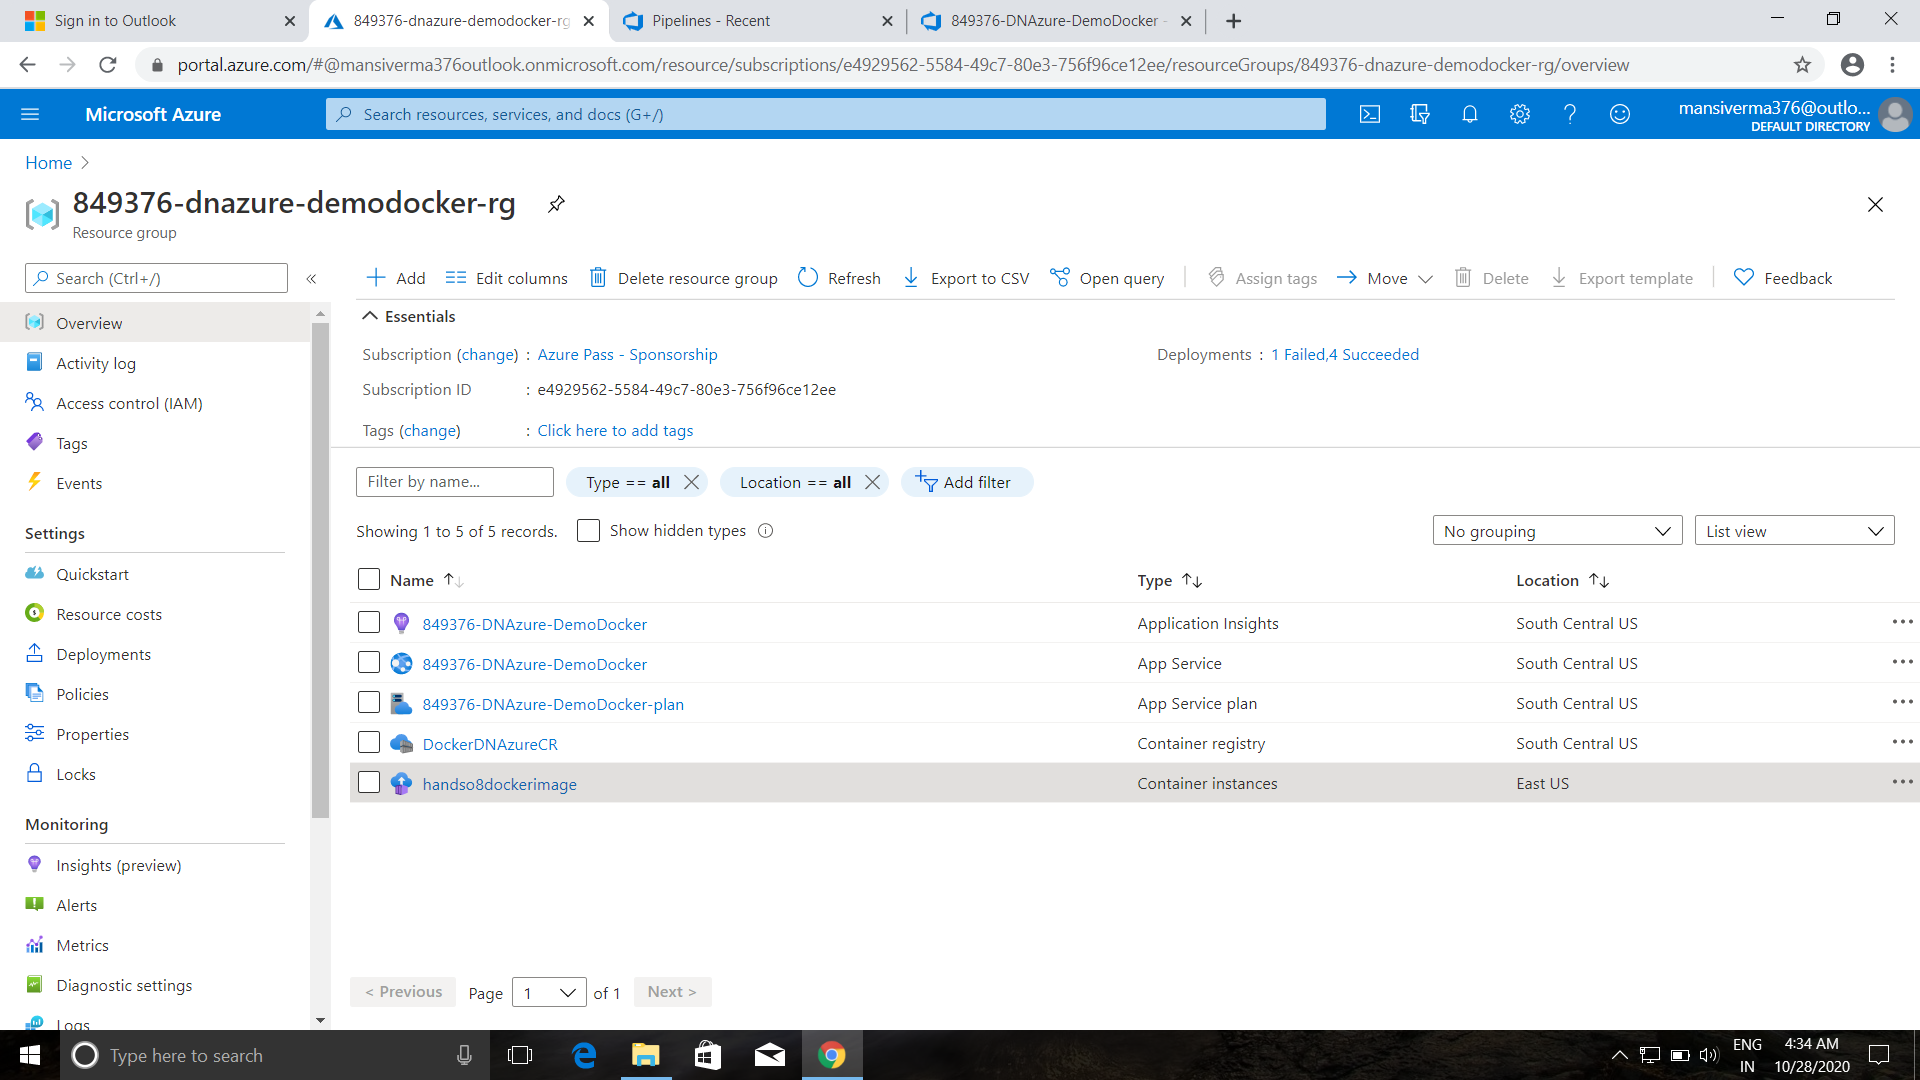 Sign in to Outlook
849376-dnazure-demodocker-rg
Pipelines - Recent
849376-DNAzure-DemoDocker -
portal.azure.com/#@mansiverma376outlook.onmicrosoft.com/resource/subscriptions/e4929562-5584-49c7-80e3-756f96ce12ee/resourceGroups/849376-dnazure-demodocker-rg/overview
Microsoft Azure
Search resources, services, and docs (G+/)
mansiverma376@outlo...
DEFAULT DIRECTORY
Home
849376-dnazure-demodocker-rg
Resource group
Search (Ctrl+/)
«
Add
Edit columns
Delete resource group
Refresh
Export to CSV
Open query
Assign tags
Move
Delete
Export template
Feedback
Overview
Activity log
Access control (IAM)
Tags
Events
Settings
Quickstart
Resource costs
Deployments
Policies
Properties
Locks
Monitoring
Insights (preview)
Alerts
Metrics
Diagnostic settings
Logs
Essentials
Subscription (change) : Azure Pass - Sponsorship
Deployments : 1 Failed,4 Succeeded
Subscription ID : e4929562-5584-49c7-80e3-756f96ce12ee
Tags (change) : Click here to add tags
Filter by name...
Type == all
Location == all
Add filter
Showing 1 to 5 of 5 records.
Show hidden types
No grouping
List view
Name Type Location
849376-DNAzure-DemoDocker Application Insights South Central US
849376-DNAzure-DemoDocker App Service South Central US
849376-DNAzure-DemoDocker-plan App Service plan South Central US
DockerDNAzureCR Container registry South Central US
handso8dockerimage Container instances East US
< Previous Page 1 of 1 Next >
Type here to search
ENG
IN
4:34 AM
10/28/2020